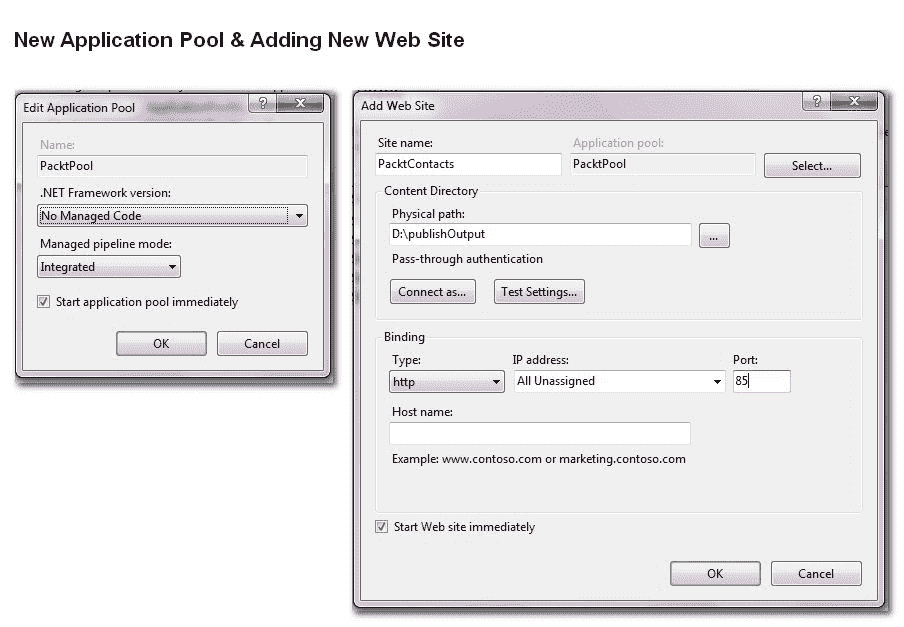 New Application Pool & Adding New Web Site
Edit Application Pool
?
X
Name:
PacktPool
.NET Framework version:
No Managed Code
Managed pipeline mode:
Integrated
Start application pool immediately
OK
Cancel
Add Web Site
?
X
Site name:
Application pool:
PacktContacts
PacktPool
Select...
Content Directory
Physical path:
D:\publishOutput
...
Pass-through authentication
Connect as...
Test Settings...
Binding
Type:
IP address:
Port:
http
All Unassigned
85
Host name:
Example: www.contoso.com or marketing.contoso.com
Start Web site immediately
OK
Cancel